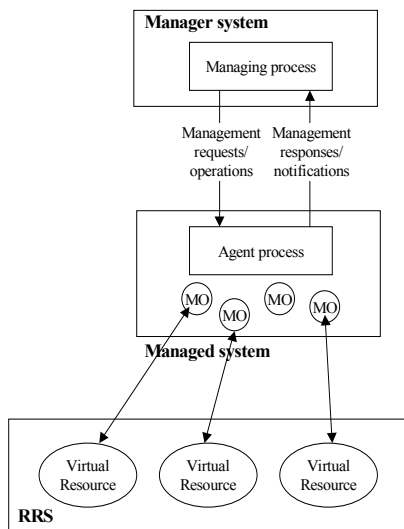 Manager system
Managing process
Management
requests/
operations
Management
responses/
notifications
Agent process
MO
MO
MO
MO
Managed system
Virtual
Resource
Virtual
Resource
Virtual
Resource
RRS